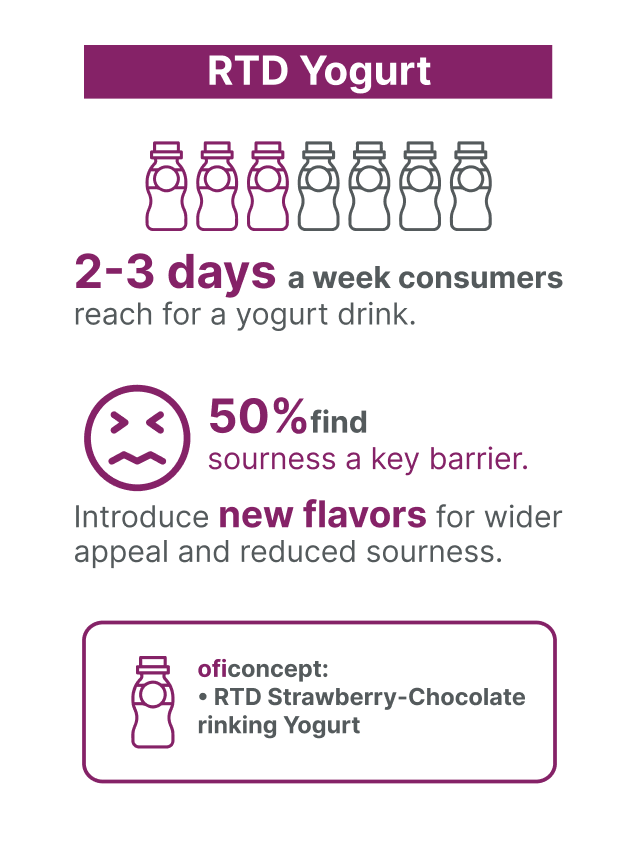 RTD Yogurt
2-3 days a week consumers
reach for a yogurt drink.
50% find
sourness a key barrier.
Introduce new flavors for wider
appeal and reduced sourness.
oficoncept:
• RTD Strawberry-Chocolate
rinking Yogurt